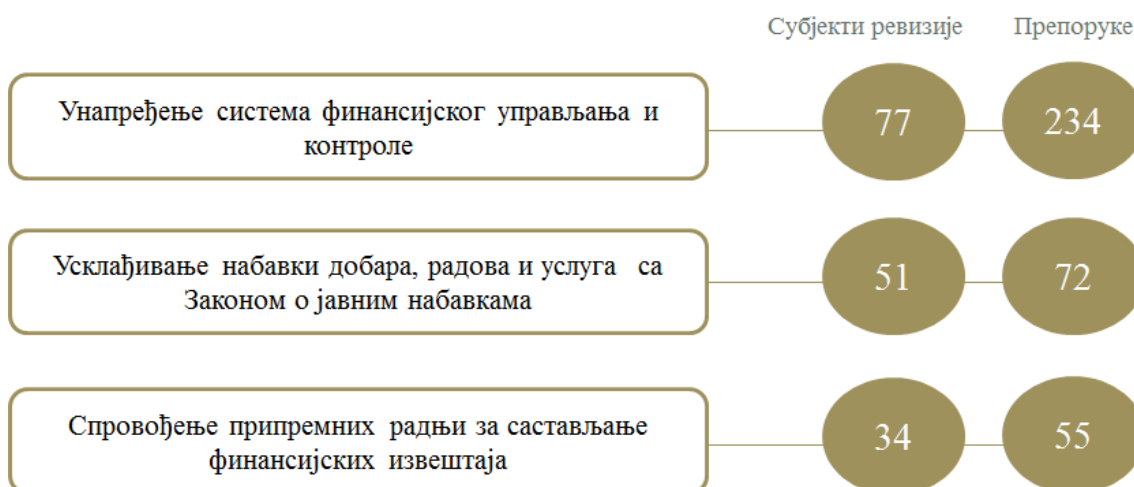 Субјекти ревизије Препоруке
Унапређење система финансијског управљања и
контроле
77 234
Усклађивање набавки добара, радова и услуга са
Законом о јавним набавкама
51 72
Спровођење припремних радњи за састављање
финансијских извештаја
34 55